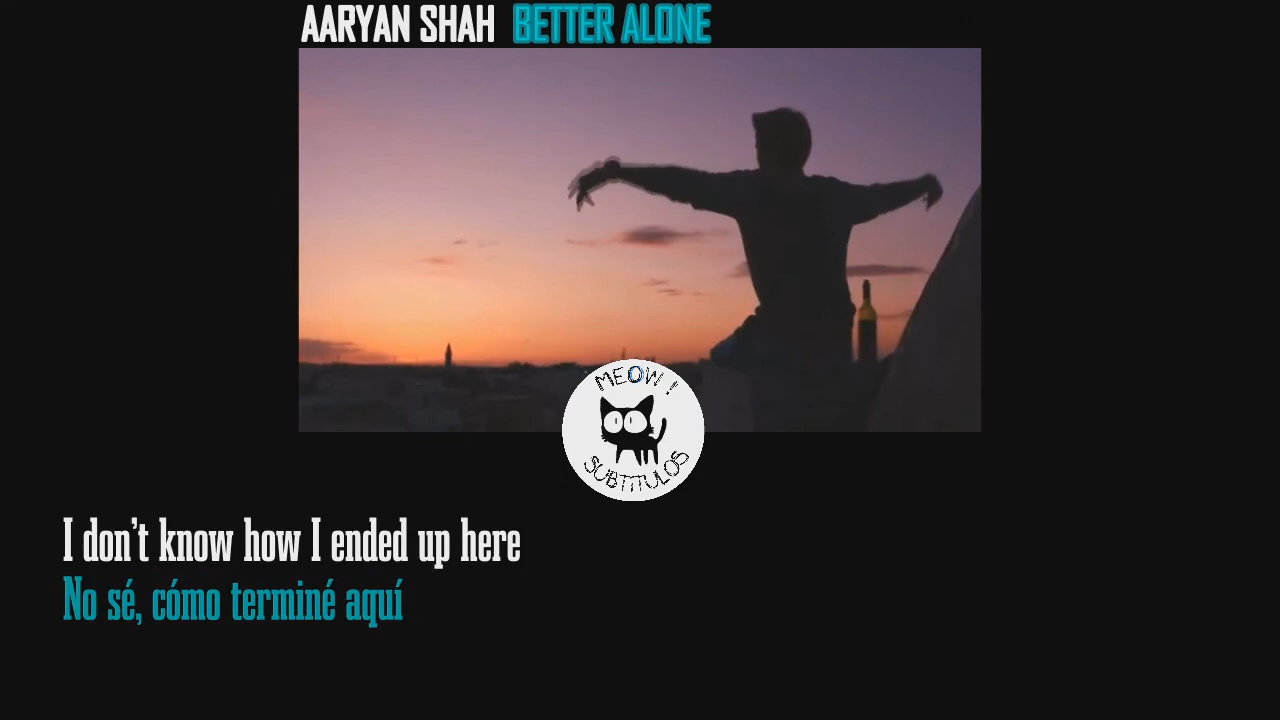 AARYAN SHAH BETTER ALONE
MEOW !
SUBTITULOS
I don't know how I ended up here
No sé, cómo terminé aquí